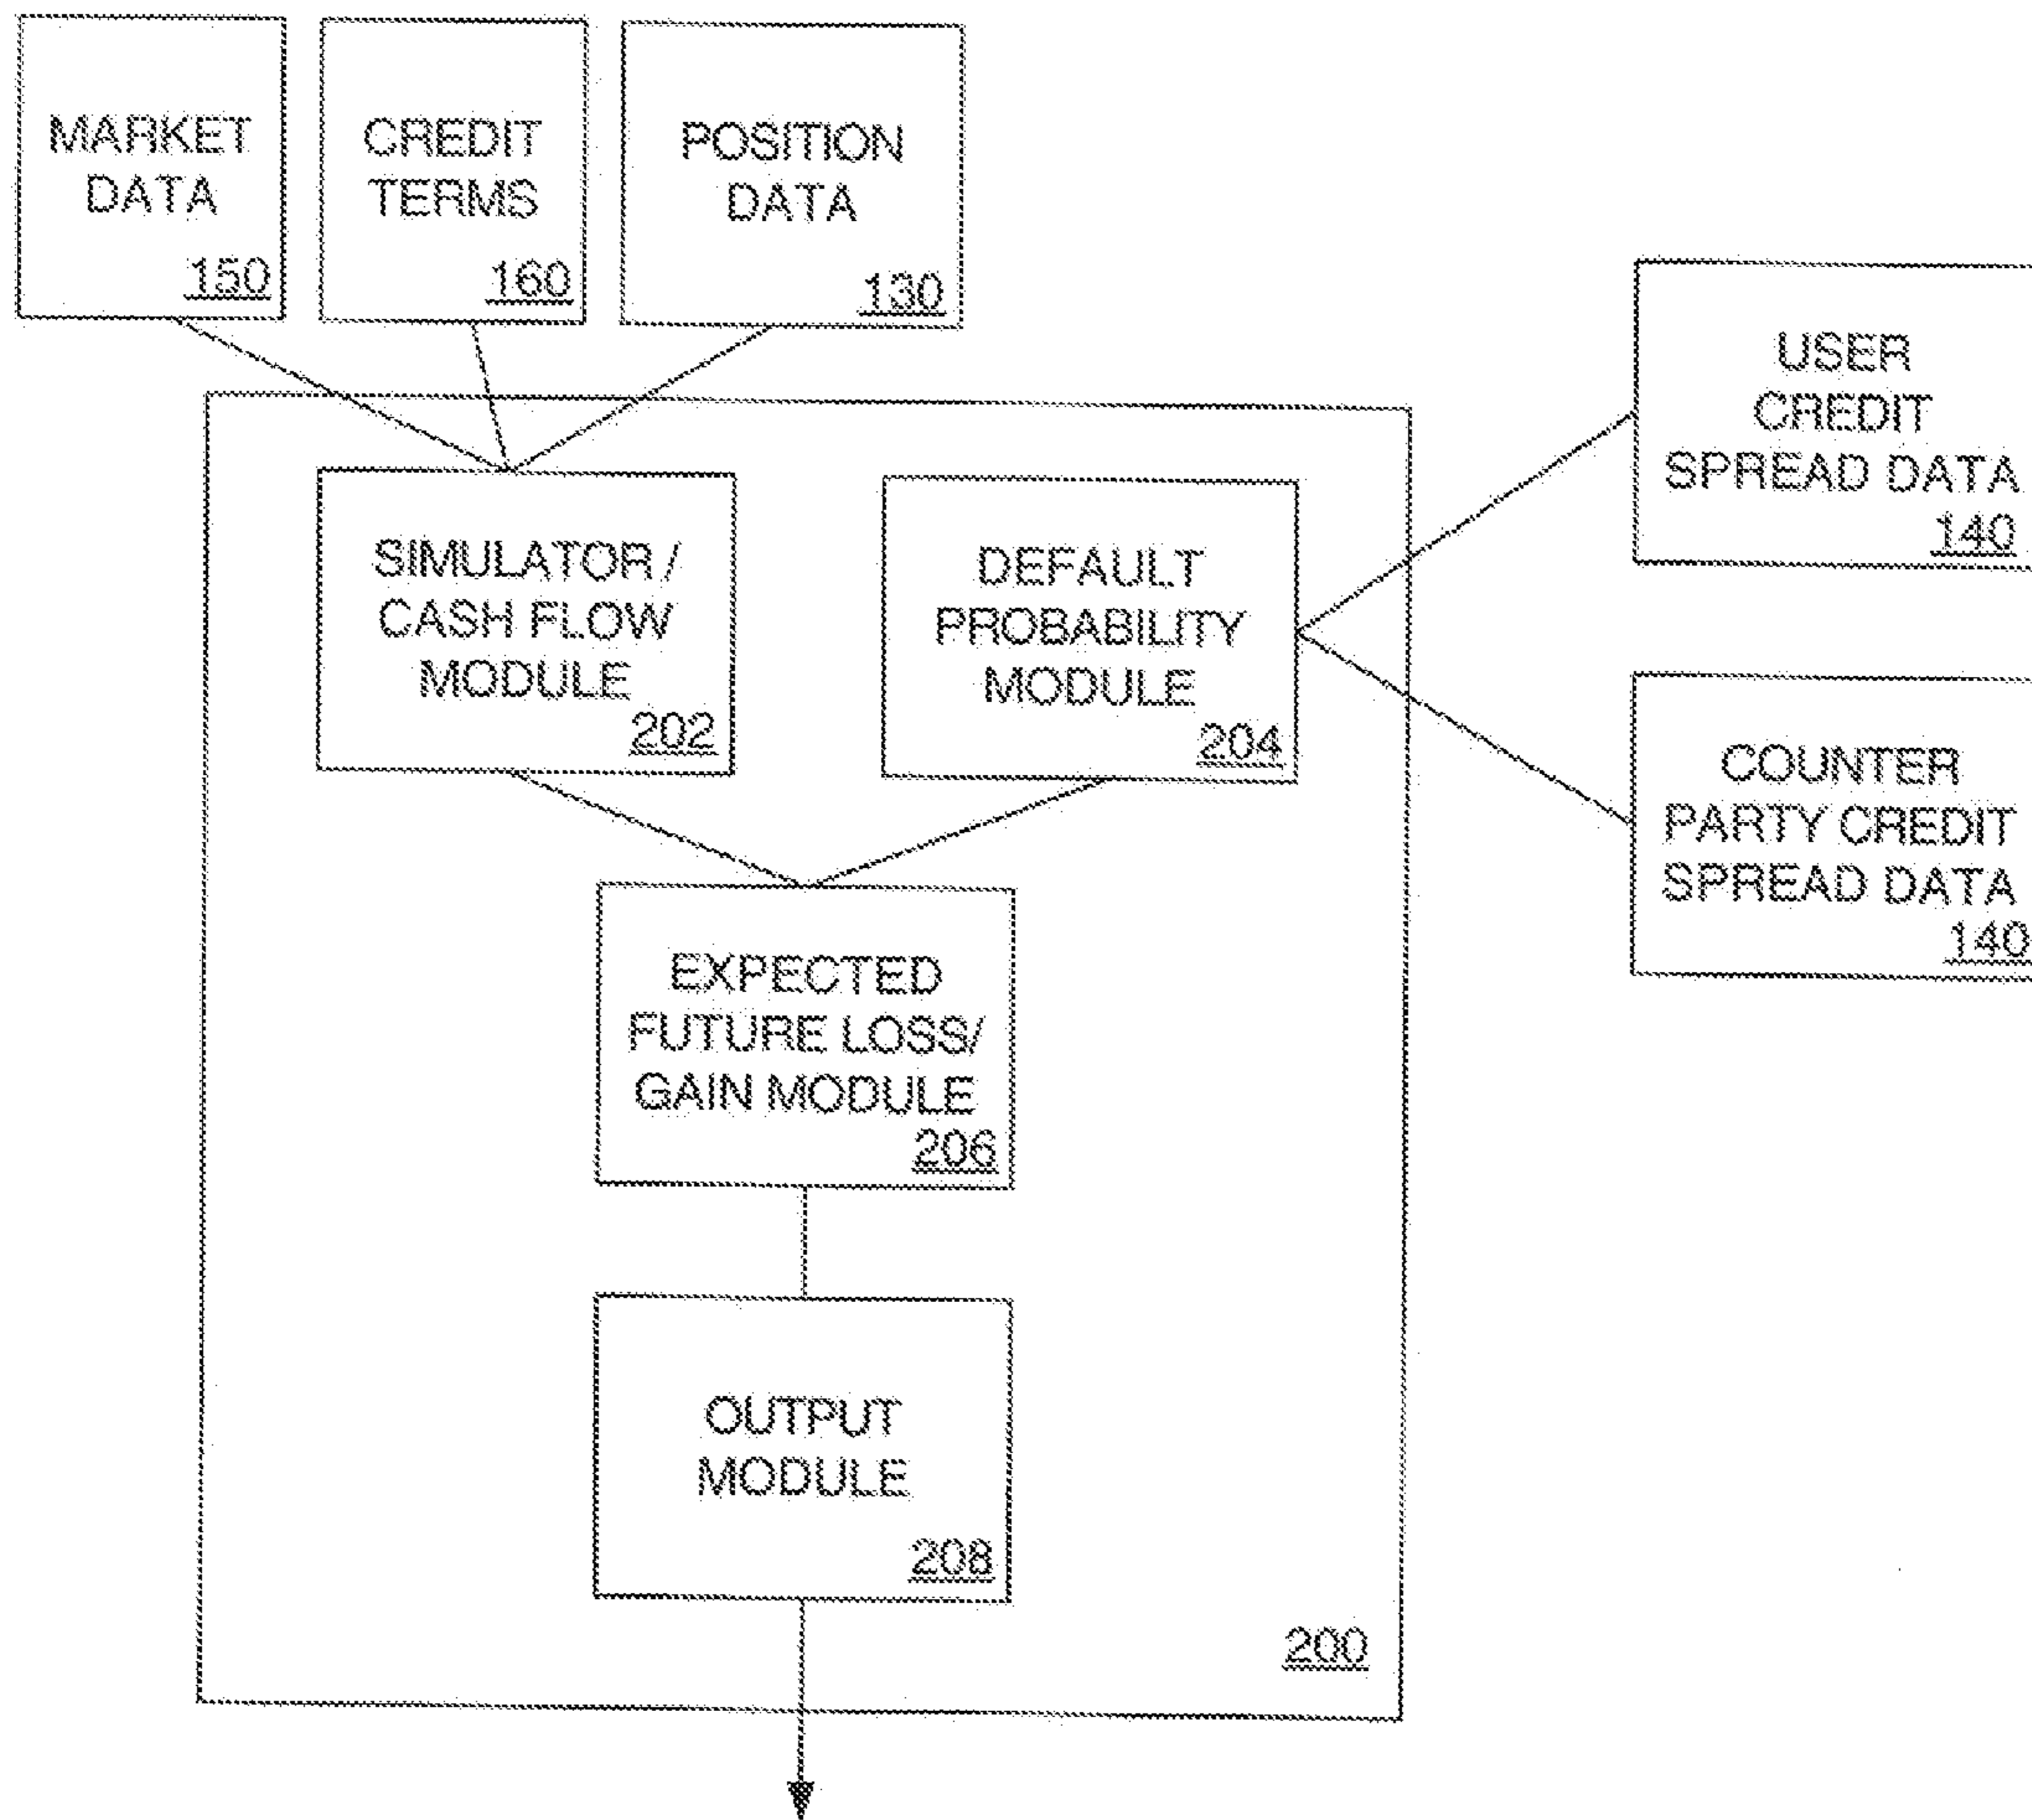 MARKET
DATA
150
CREDIT
TERMS
160
POSITION
DATA
130
USER
CREDIT
SPREAD DATA
140
SIMULATOR /
CASH FLOW
MODULE
202
DEFAULT
PROBABILITY
MODULE
204
COUNTER
PARTY CREDIT
SPREAD DATA
140
EXPECTED
FUTURE LOSS/
GAIN MODULE
206
OUTPUT
MODULE
208
200